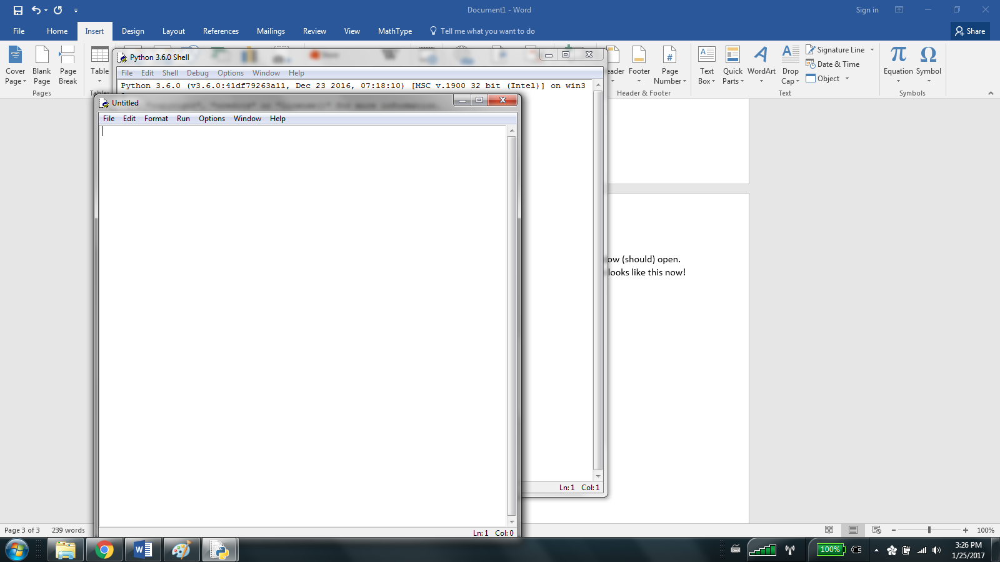 Document1 - Word
Sign in
File Home Insert Design Layout References Mailings Review View MathType Tell me what you want to do Share
Cover Page
Blank Page
Page Break
Pages
Table
Footer
Page Number
Header & Footer
Text Box
Quick Parts
WordArt
Drop Cap
Signature Line
Date & Time
Object
Text
Equation
Symbol
Symbols
Python 3.6.0 Shell
File Edit Shell Debug Options Window Help
Python 3.6.0 (v3.6.0:41df79263a11, Dec 23 2016, 07:18:10) [MSC v.1900 32 bit (Intel)] on win3
Untitled
File Edit Format Run Options Window Help
ow (should) open.
looks like this now!
Ln: 1 Col: 1
Ln: 1 Col: 0
Page 3 of 3 239 words
100%
100%
3:26 PM
1/25/2017